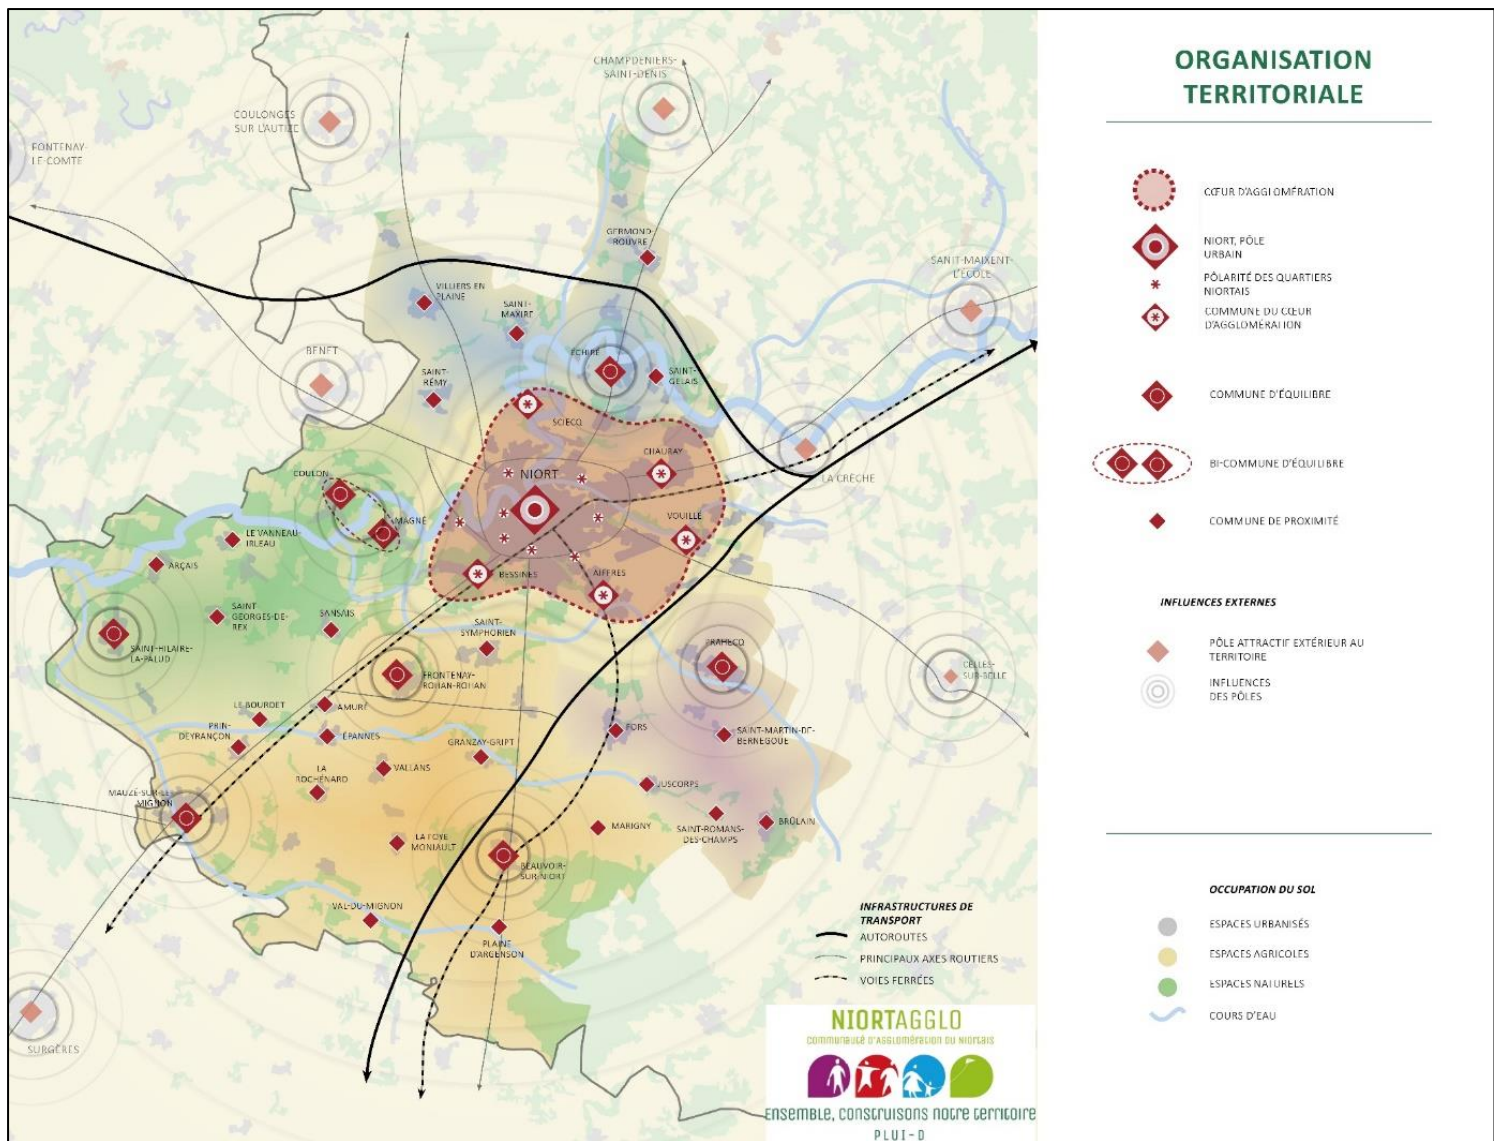 CHAMPDENIERS-
SAINT-DENIS
COULONGES
SUR L'AUTIZE
FONTENAY-
LE-COMTE
GERMOND-
ROUVRE
SANIT-MAIXENT-
L'ÉCOLE
VILLIERS EN
PLAINE
SAINT-
MAXIRE
BENET
ÉCHIRÉ
SAINT-
RÉMY
SAINT-
GELAIS
SCIECQ
CHAURAY
LA CRÈCHE
COULON
NIORT
MAGNÉ
VOUILLÉ
LE VANNEAU-
IRLEAU
ARÇAIS
BESSINES
AIFFRES
SAINT
GEORGES-DE-
REX
SANSAIS
SAINT-
SYMPHORIEN
PRAHECQ
SAINT-HILAIRE-
LA-PALUD
FRONTENAY-
ROHAN-ROHAN
CELLES-
SUR-BELLE
LE BOURDET
AMURÉ
PRIN-
DEYRANÇON
ÉPANNES
FORS
SAINT-MARTIN-DE-
BERNEGOUE
GRANZAY-GRIPT
LA
ROCHÉNARD
VALLANS
JUSCORPS
MAUZÉ-SUR-LE-
MIGNON
MARIGNY
SAINT-ROMANS-
DES-CHAMPS
BRÛLAIN
LA FOYE
MONJAULT
BEAUVOIR-
SUR-NIORT
VAL-DU-MIGNON
PLAINE
D'ARGENSON
SURGÈRES
INFRASTRUCTURES DE
TRANSPORT
AUTOROUTES
PRINCIPAUX AXES ROUTIERS
VOIES FERRÉES
NIORTAGGLO
Communauté d'Agglomération du Niortais
Ensemble, construisons notre territoire
PLUI-D
ORGANISATION
TERRITORIALE
CŒUR D'AGGLOMÉRATION
NIORT, PÔLE
URBAIN
PÔLARITÉ DES QUARTIERS
NIORTAIS
COMMUNE DU CŒUR
D'AGGLOMÉRATION
COMMUNE D'ÉQUILIBRE
BI-COMMUNE D'ÉQUILIBRE
COMMUNE DE PROXIMITÉ
INFLUENCES EXTERNES
PÔLE ATTRACTIF EXTÉRIEUR AU
TERRITOIRE
INFLUENCES
DES PÔLES
OCCUPATION DU SOL
ESPACES URBANISÉS
ESPACES AGRICOLES
ESPACES NATURELS
COURS D'EAU